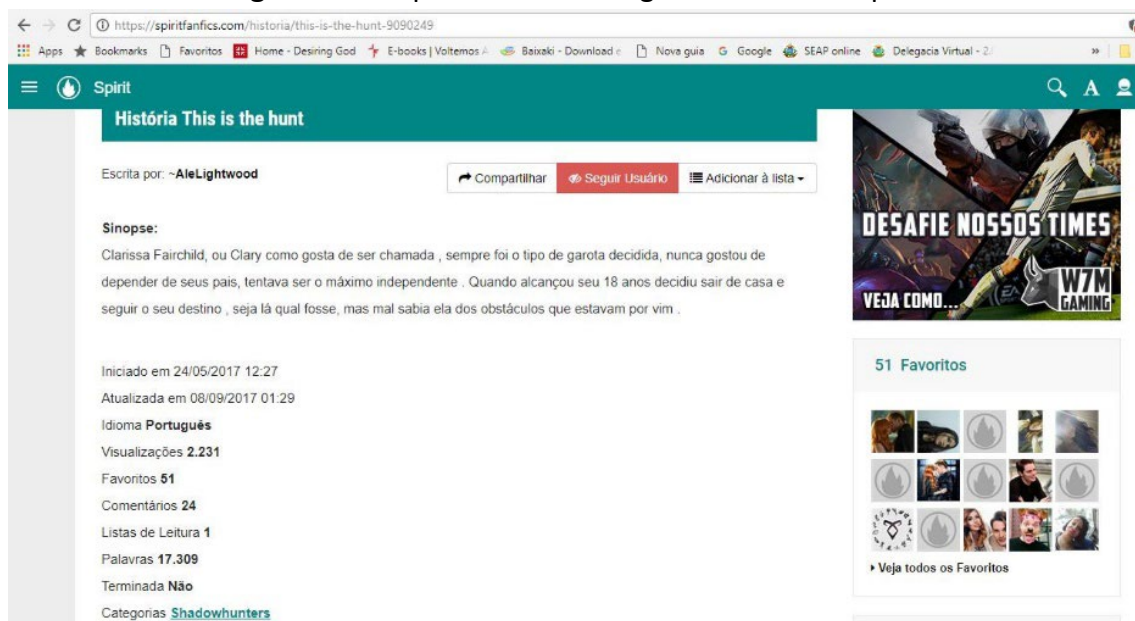 https://spiritfanfics.com/historia/this-is-the-hunt-9090249
Apps Bookmarks Favoritos Home - Desiring God E-books | Voltemos A Baixaki - Download e Nova guia Google SEAP online Delegacia Virtual - 2. »
Spirit
História This is the hunt
Escrita por: ~AleLightwood
Compartilhar Seguir Usuário Adicionar à lista
Sinopse:
Clarissa Fairchild, ou Clary como gosta de ser chamada , sempre foi o tipo de garota decidida, nunca gostou de
depender de seus pais, tentava ser o máximo independente . Quando alcançou seu 18 anos decidiu sair de casa e
seguir o seu destino , seja lá qual fosse, mas mal sabia ela dos obstáculos que estavam por vim .
Iniciado em 24/05/2017 12:27
Atualizada em 08/09/2017 01:29
Idioma Português
Visualizações 2.231
Favoritos 51
Comentários 24
Listas de Leitura 1
Palavras 17.309
Terminada Não
Categorias Shadowhunters
DESAFIE NOSSOS TIMES
VEJA COMO...
EA
W7M
GAMING
51 Favoritos
Veja todos os Favoritos